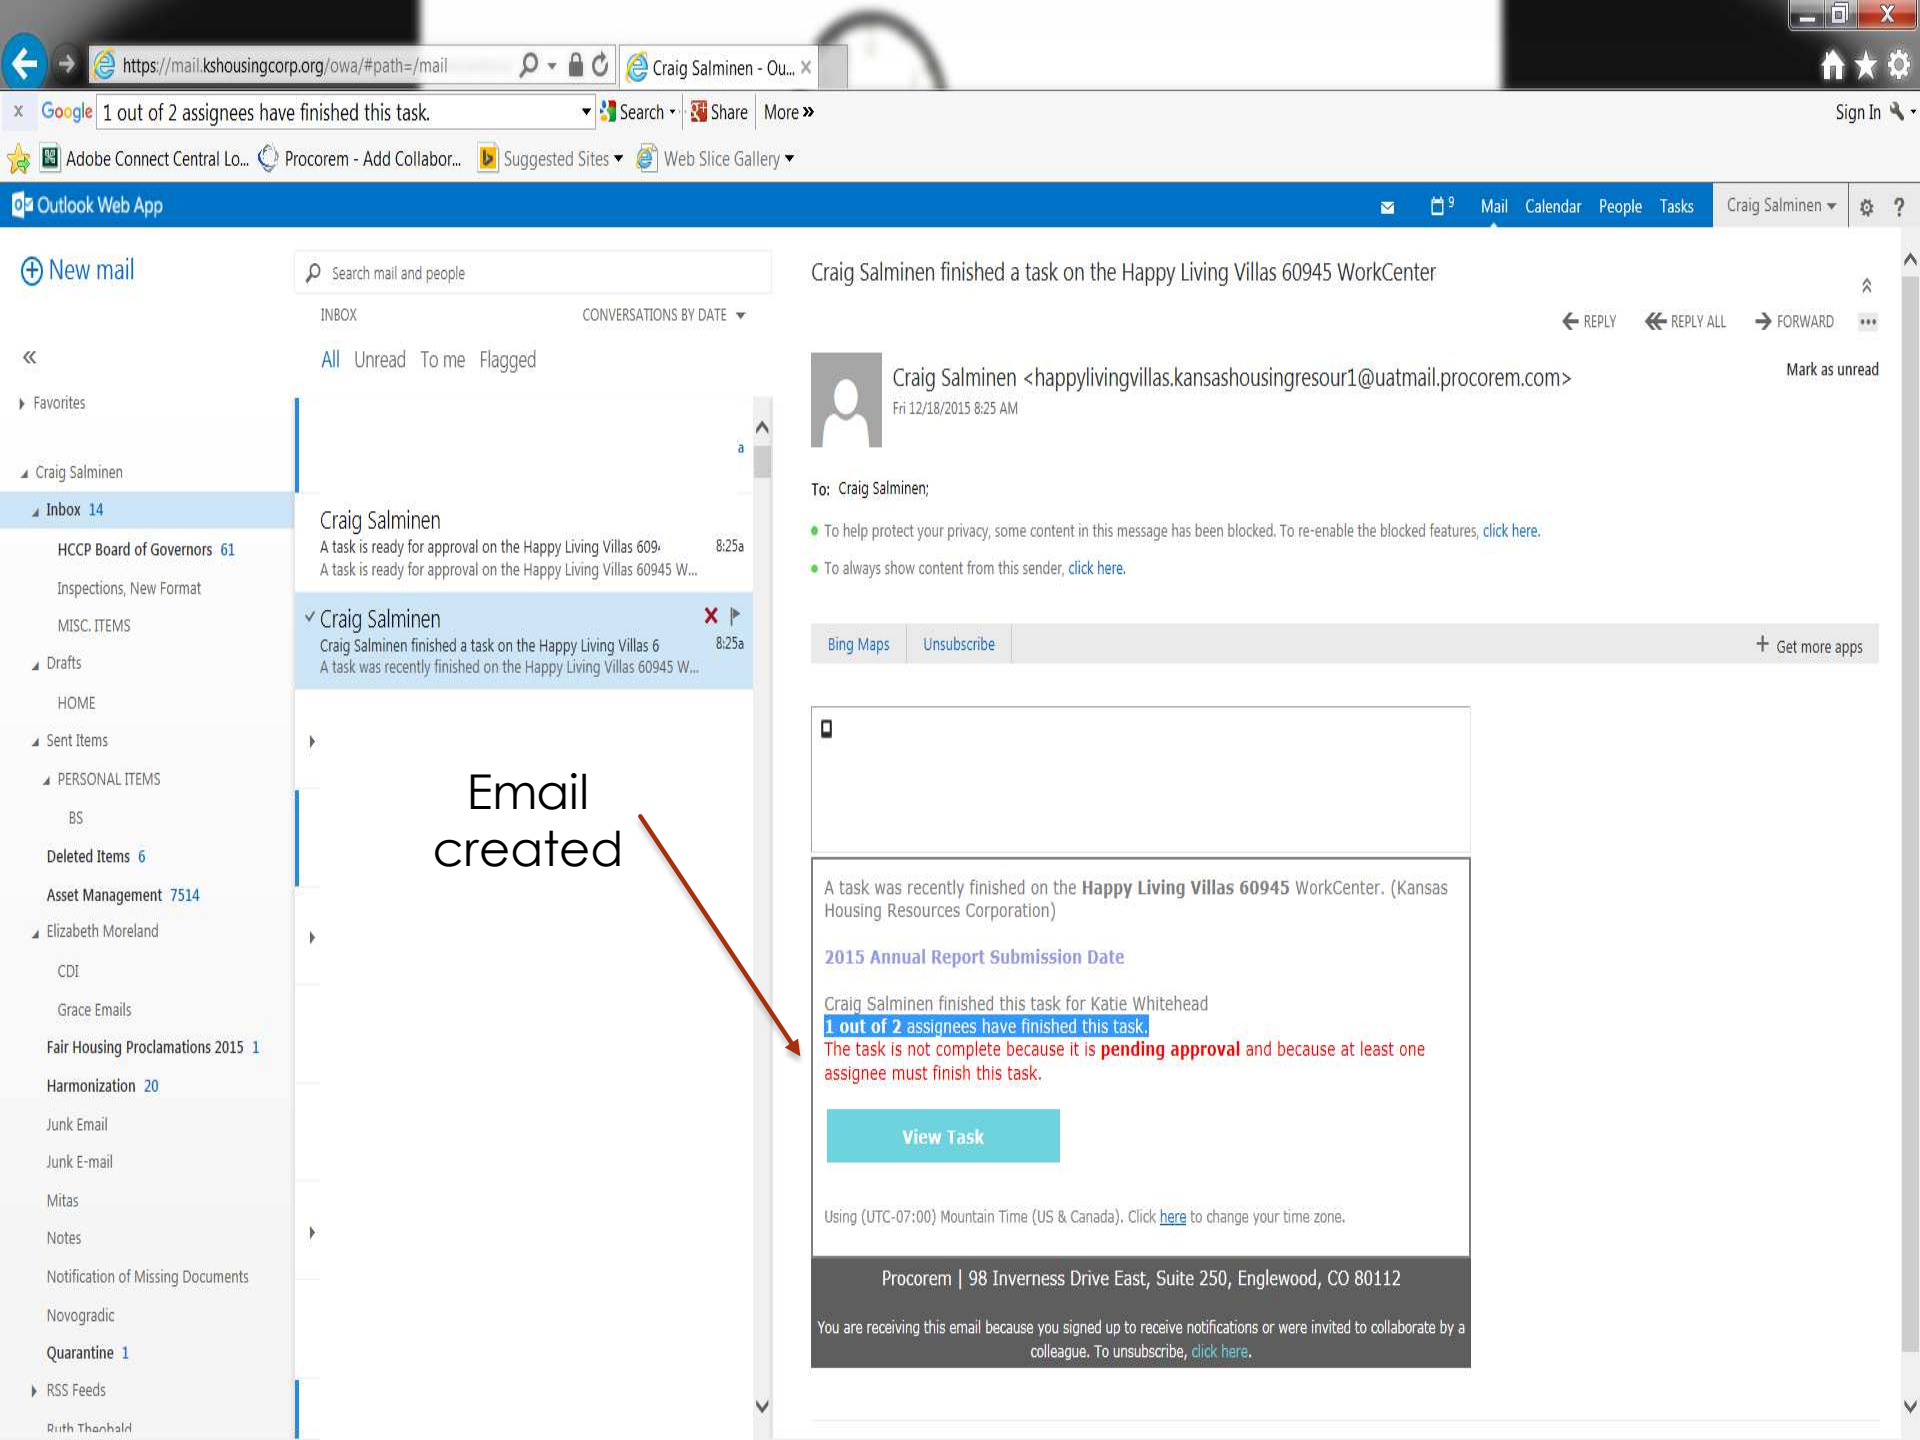 https://mail.kshousingcorp.org/owa/#path=/mail
Craig Salminen - Ou...
Google 1 out of 2 assignees have finished this task. Search Share More »
Sign In
Adobe Connect Central Lo... Procorem - Add Collabor... Suggested Sites Web Slice Gallery
Outlook Web App
9 Mail Calendar People Tasks Craig Salminen ?
New mail
Favorites
Craig Salminen
Inbox 14
HCCP Board of Governors 61
Inspections, New Format
MISC. ITEMS
Drafts
HOME
Sent Items
PERSONAL ITEMS
BS
Deleted Items 6
Asset Management 7514
Elizabeth Moreland
CDI
Grace Emails
Fair Housing Proclamations 2015 1
Harmonization 20
Junk Email
Junk E-mail
Mitas
Notes
Notification of Missing Documents
Novogradic
Quarantine 1
RSS Feeds
Ruth Theobald
Search mail and people
INBOX CONVERSATIONS BY DATE
All Unread To me Flagged
a
Craig Salminen
A task is ready for approval on the Happy Living Villas 609 8:25a
A task is ready for approval on the Happy Living Villas 60945 W...
Craig Salminen
Craig Salminen finished a task on the Happy Living Villas 6 8:25a
A task was recently finished on the Happy Living Villas 60945 W...
Email
created
Craig Salminen finished a task on the Happy Living Villas 60945 WorkCenter
REPLY REPLY ALL FORWARD ...
Craig Salminen <happylivingvillas.kansashousingresour1@uatmail.procorem.com>
Mark as unread
Fri 12/18/2015 8:25 AM
To: Craig Salminen;
To help protect your privacy, some content in this message has been blocked. To re-enable the blocked features, click here.
To always show content from this sender, click here.
Bing Maps Unsubscribe + Get more apps
A task was recently finished on the Happy Living Villas 60945 WorkCenter. (Kansas
Housing Resources Corporation)
2015 Annual Report Submission Date
Craig Salminen finished this task for Katie Whitehead
1 out of 2 assignees have finished this task.
The task is not complete because it is pending approval and because at least one
assignee must finish this task.
View Task
Using (UTC-07:00) Mountain Time (US & Canada). Click here to change your time zone.
Procorem | 98 Inverness Drive East, Suite 250, Englewood, CO 80112
You are receiving this email because you signed up to receive notifications or were invited to collaborate by a
colleague. To unsubscribe, click here.